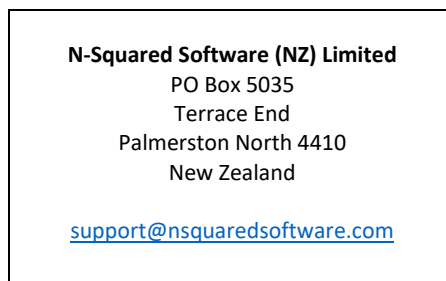 N-Squared Software (NZ) Limited
PO Box 5035
Terrace End
Palmerston North 4410
New Zealand
support@nsquaredsoftware.com